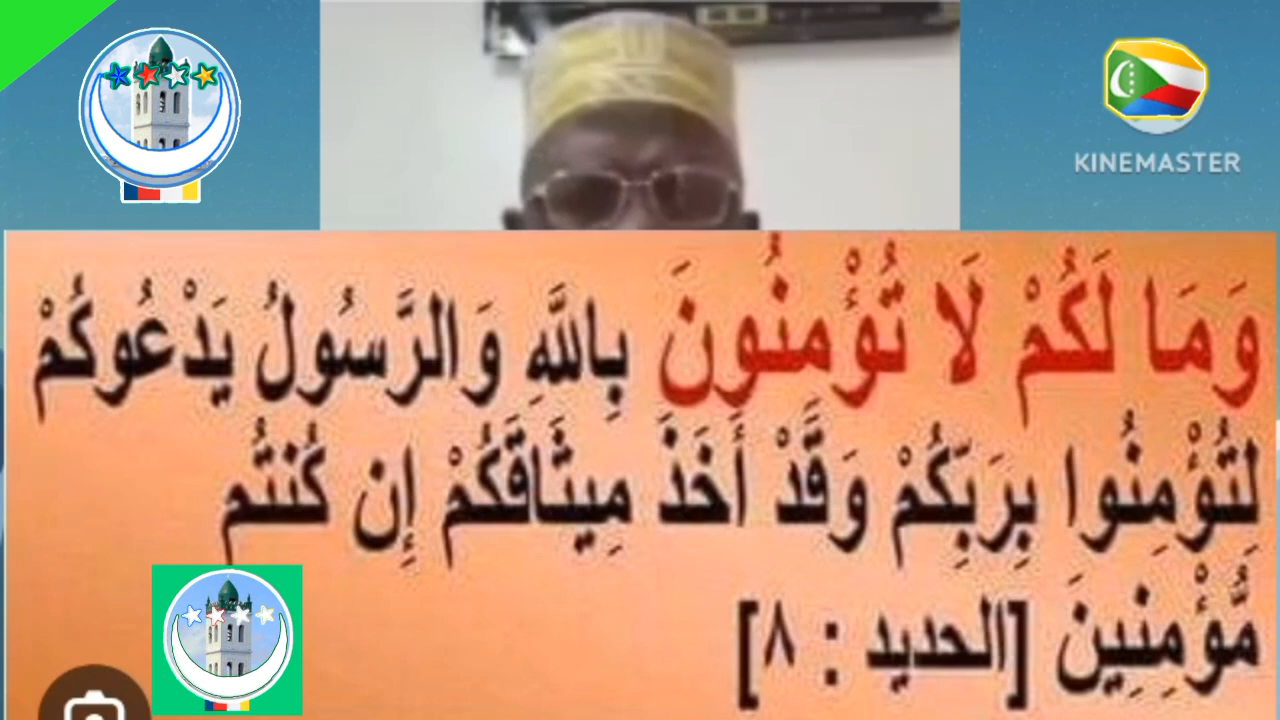 KINEMASTER
وَمَا لَكُمْ لَا تُؤْمِنُونَ بِاللَّهِ وَالرَّسُولُ يَدْعُوكُمْ
لِتُؤْمِنُوا بِرَبِّكُمْ وَقَدْ أَخَذَ مِيثَاقَكُمْ إِن كُنتُم
مُّؤْمِنِينَ [الحديد : ٨]